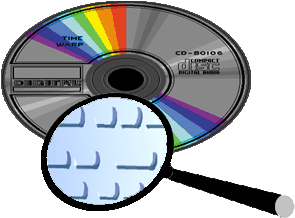 TIME
WARP
CD-80106
COMPACT
disc
DIGITAL AUDIO
DIGITAL